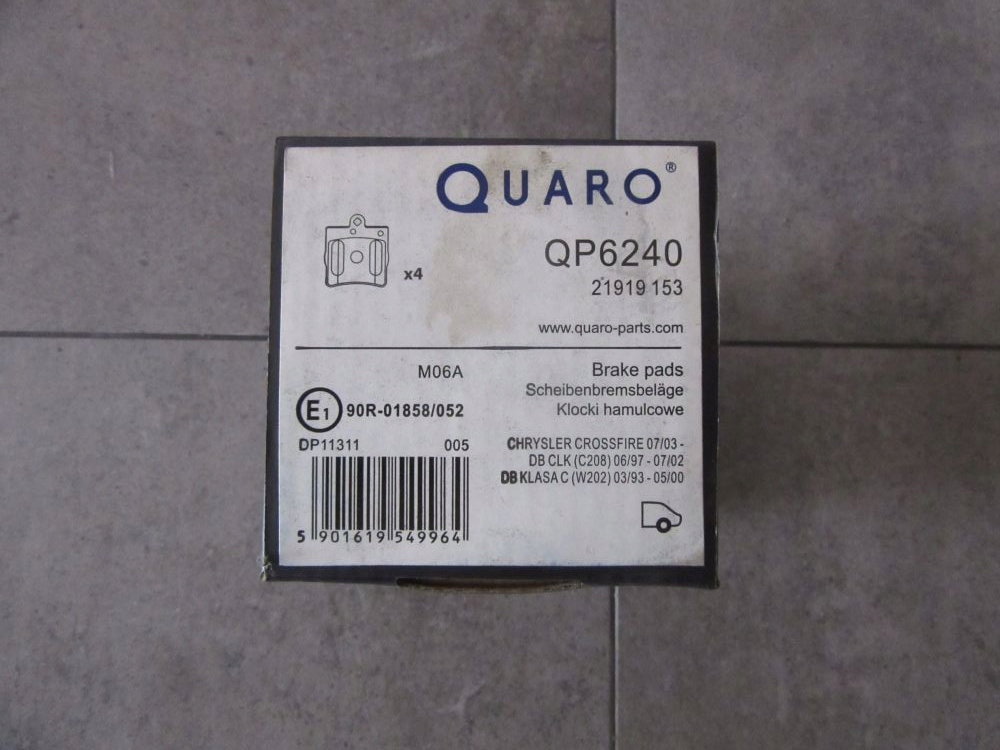 QUARO®
x4
QP6240
21919 153
www.quaro-parts.com
M06A
E1 90R-01858/052
DP11311 005
5 901619 549964
Brake pads
Scheibenbremsbeläge
Klocki hamulcowe
CHRYSLER CROSSFIRE 07/03 -
DB CLK (C208) 06/97 - 07/02
DB KLASA C (W202) 03/93 - 05/00